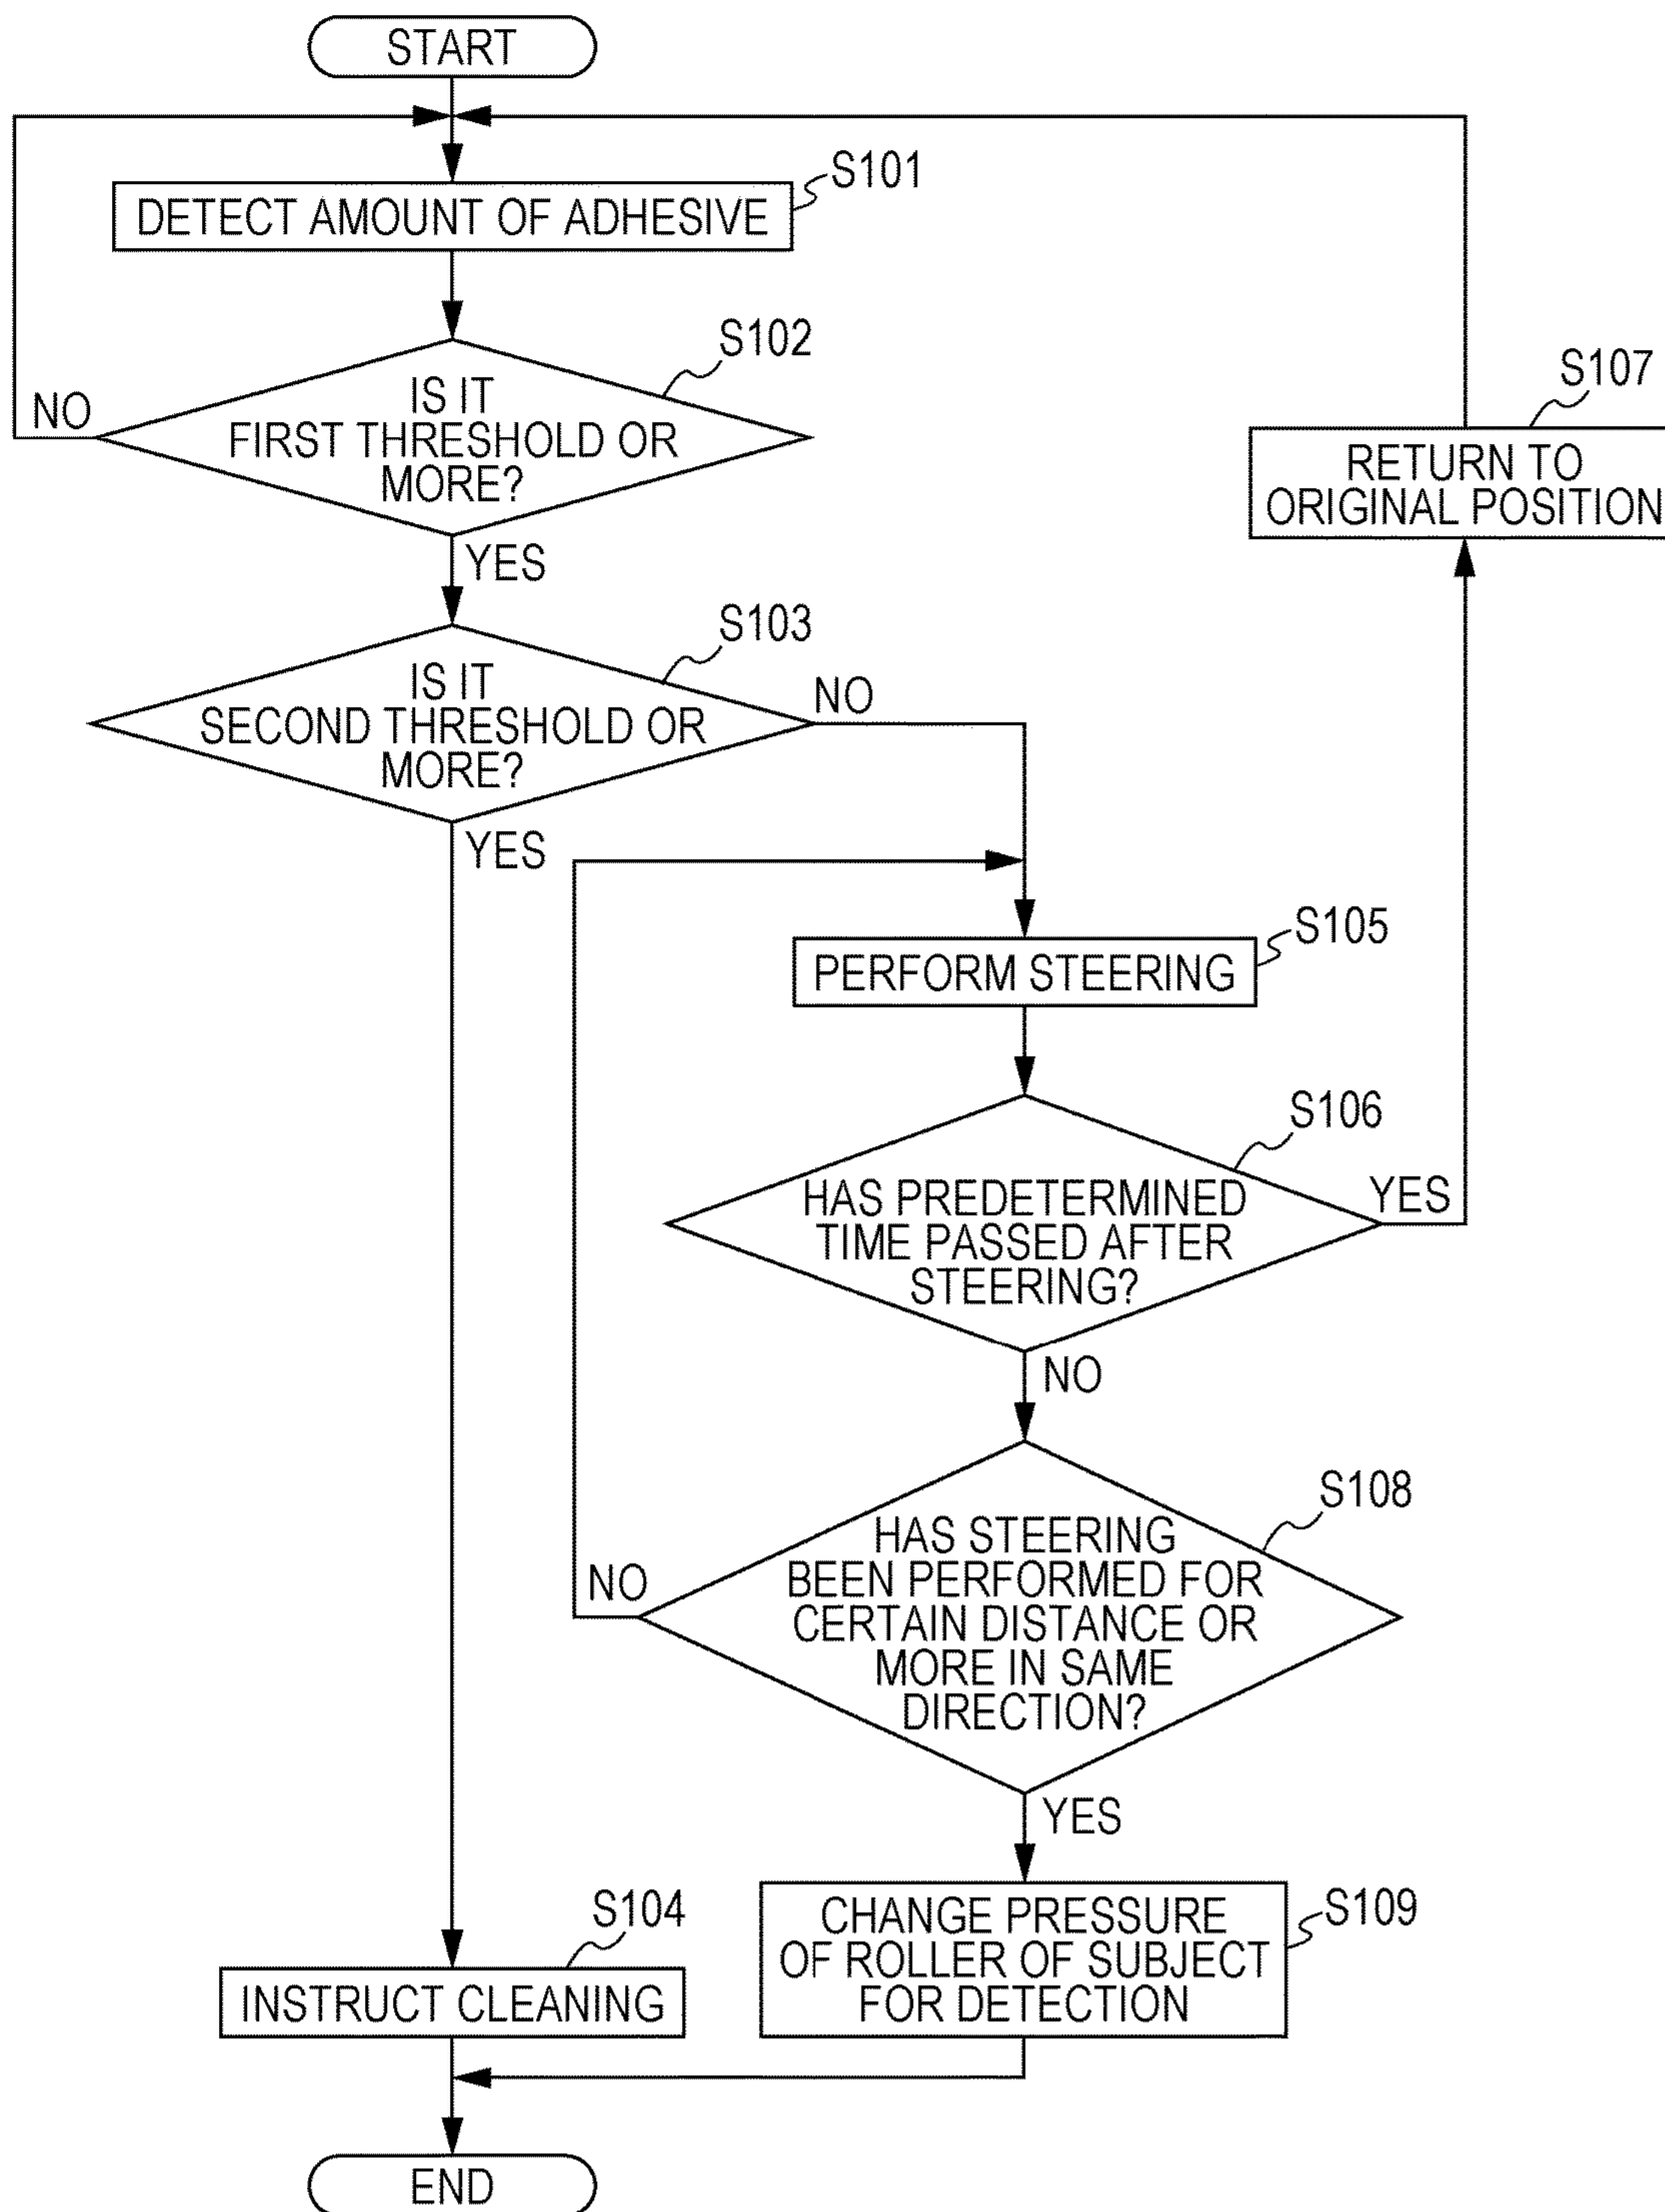 START
S101
DETECT AMOUNT OF ADHESIVE
S102
IS IT
FIRST THRESHOLD OR
MORE?
NO
YES
S107
RETURN TO
ORIGINAL POSITION
S103
IS IT
SECOND THRESHOLD OR
MORE?
NO
YES
S105
PERFORM STEERING
S106
HAS PREDETERMINED
TIME PASSED AFTER
STEERING?
YES
NO
S108
HAS STEERING
BEEN PERFORMED FOR
CERTAIN DISTANCE OR
MORE IN SAME
DIRECTION?
NO
YES
S104
INSTRUCT CLEANING
S109
CHANGE PRESSURE
OF ROLLER OF SUBJECT
FOR DETECTION
END